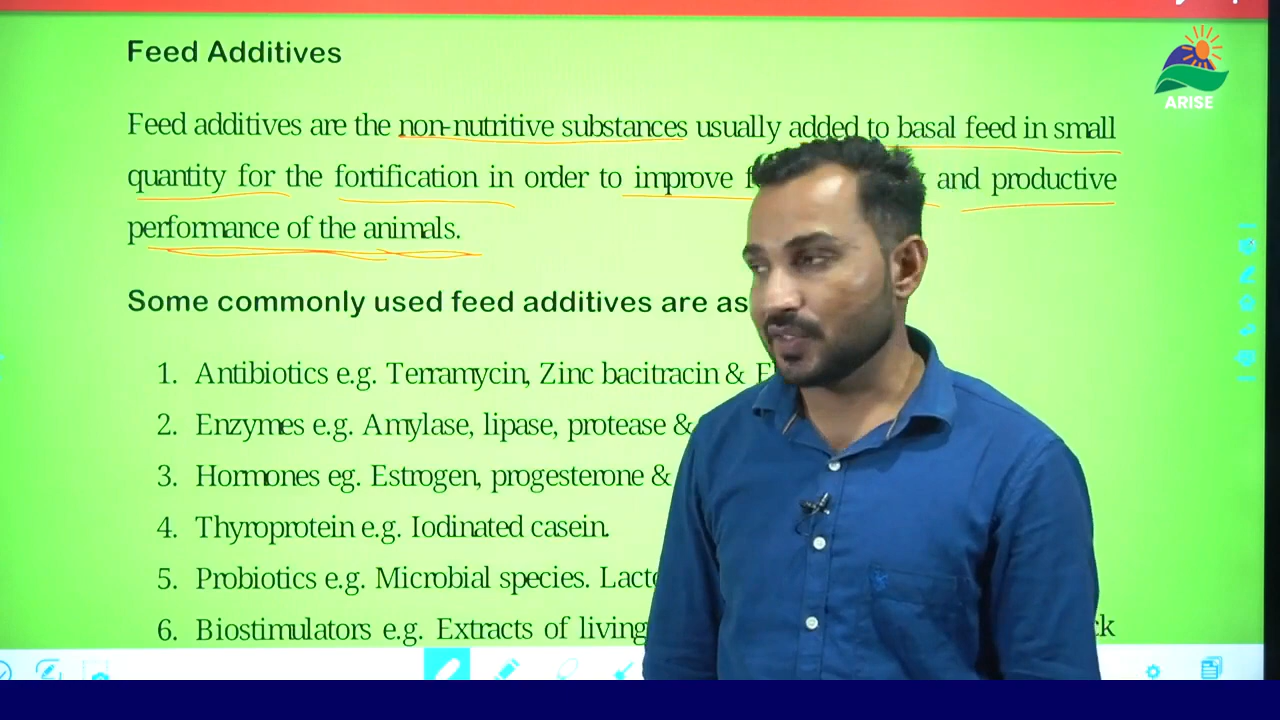 Feed Additives
ARISE
Feed additives are the non-nutritive substances usually added to basal feed in small
quantity for the fortification in order to improve and productive
performance of the animals.
Some commonly used feed additives are as
1. Antibiotics e.g. Terramycin, Zinc bacitracin &
2. Enzymes e.g. Amylase, lipase, protease &
3. Hormones eg. Estrogen, progesterone &
4. Thyroprotein e.g. Iodinated casein.
5. Probiotics e.g. Microbial species.
6. Biostimulators e.g. Extracts of living